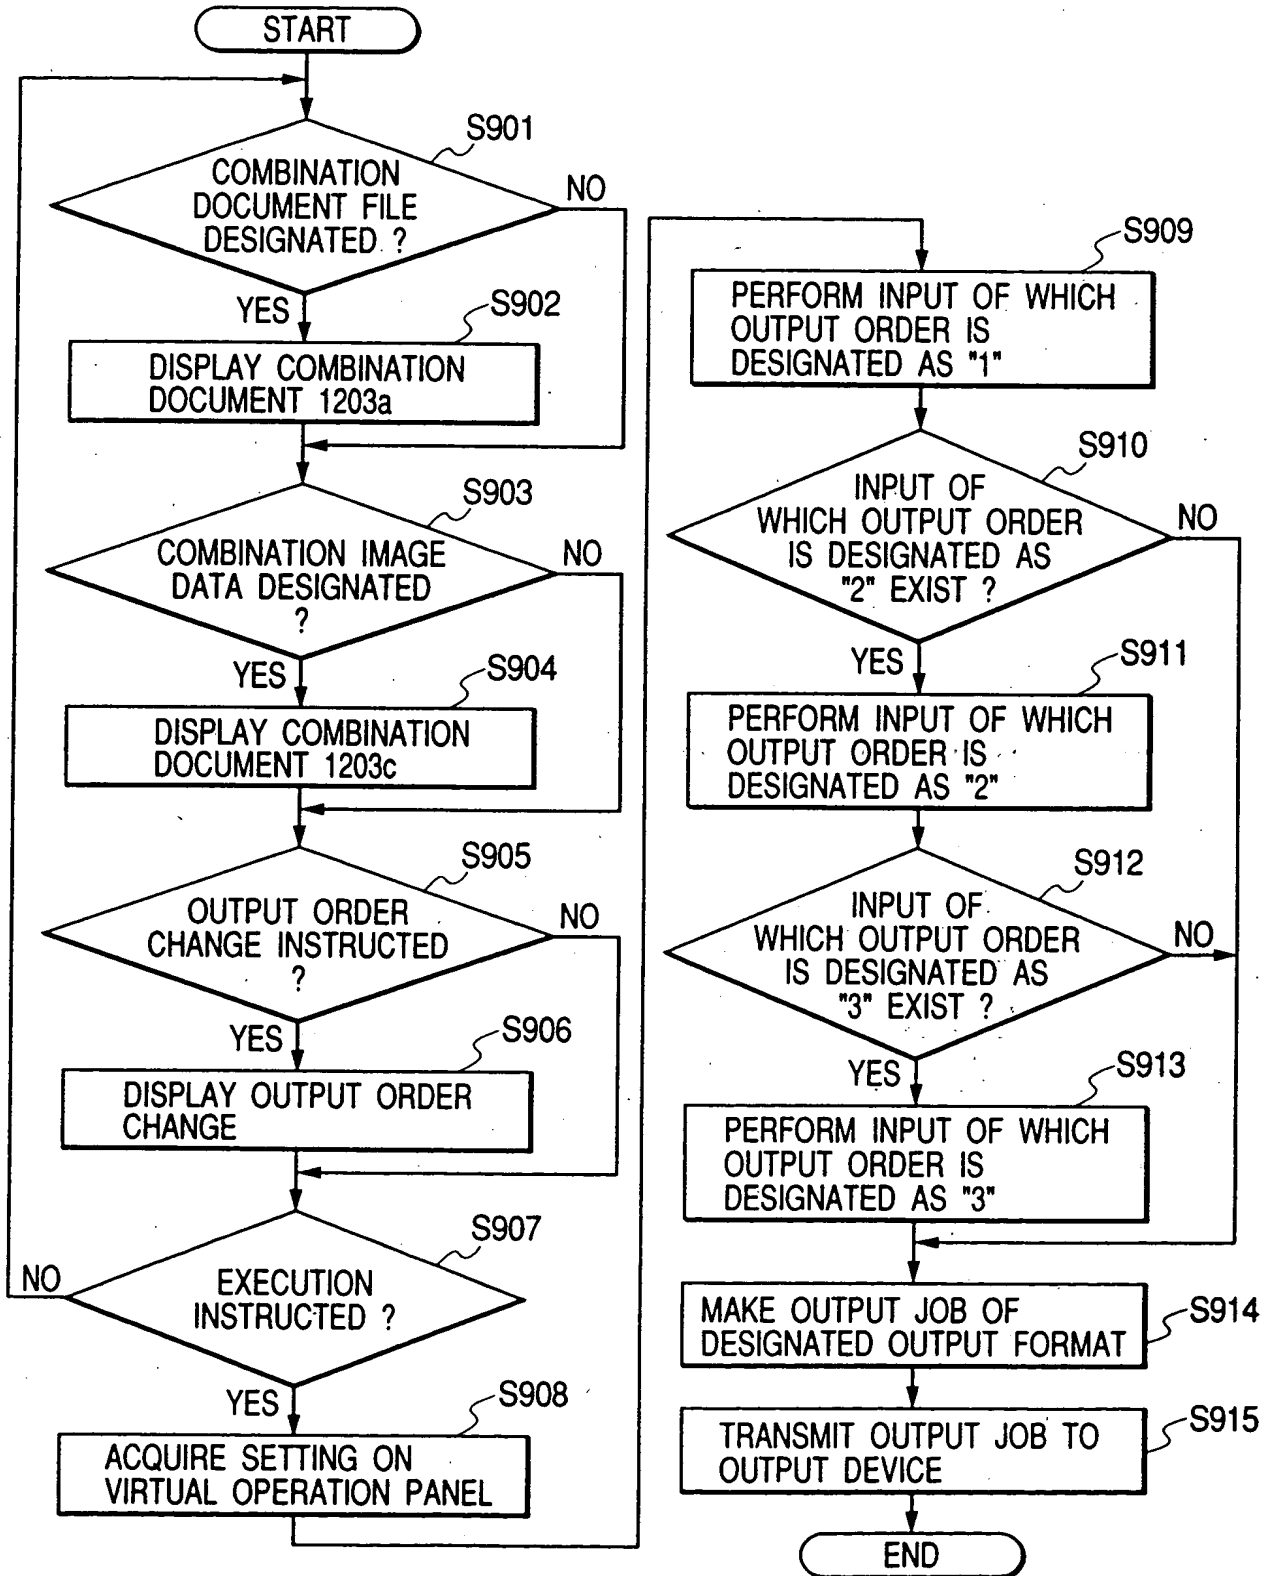 START
S901
COMBINATION
DOCUMENT FILE
DESIGNATED ?
NO
YES
S902
DISPLAY COMBINATION
DOCUMENT 1203a
S903
COMBINATION IMAGE
DATA DESIGNATED
?
NO
YES
S904
DISPLAY COMBINATION
DOCUMENT 1203c
S905
OUTPUT ORDER
CHANGE INSTRUCTED
?
NO
YES
S906
DISPLAY OUTPUT ORDER
CHANGE
S907
EXECUTION
INSTRUCTED ?
NO
YES
S908
ACQUIRE SETTING ON
VIRTUAL OPERATION PANEL
S909
PERFORM INPUT OF WHICH
OUTPUT ORDER IS
DESIGNATED AS "1"
S910
INPUT OF
WHICH OUTPUT ORDER
IS DESIGNATED AS
"2" EXIST ?
NO
YES
S911
PERFORM INPUT OF WHICH
OUTPUT ORDER IS
DESIGNATED AS "2"
S912
INPUT OF
WHICH OUTPUT ORDER
IS DESIGNATED AS
"3" EXIST ?
NO
YES
S913
PERFORM INPUT OF WHICH
OUTPUT ORDER IS
DESIGNATED AS "3"
MAKE OUTPUT JOB OF
DESIGNATED OUTPUT FORMAT
S914
TRANSMIT OUTPUT JOB TO
OUTPUT DEVICE
S915
END